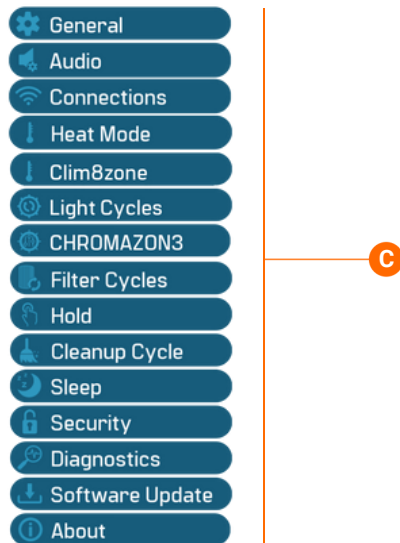 General
Audio
Connections
Heat Mode
Clim8zone
Light Cycles
CHROMAZON3
Filter Cycles
Hold
Cleanup Cycle
Sleep
Security
Diagnostics
Software Update
About
C